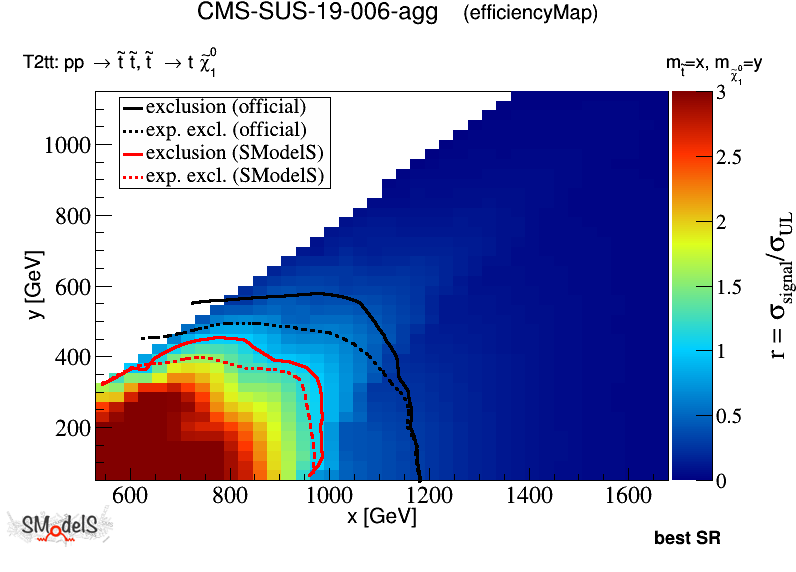 CMS-SUS-19-006-agg (efficiencyMap)
T2tt: pp → t̃ t̃, t̃ → t χ̃⁰₁
m_t̃=x, m_χ̃⁰₁=y
exclusion (official)
exp. excl. (official)
exclusion (SModelS)
exp. excl. (SModelS)
1000
800
600
400
200
y [GeV]
600 800 1000 1200 1400 1600
x [GeV]
3
2.5
2
1.5
1
0.5
0
r = σ_signal/σ_UL
SModelS
best SR